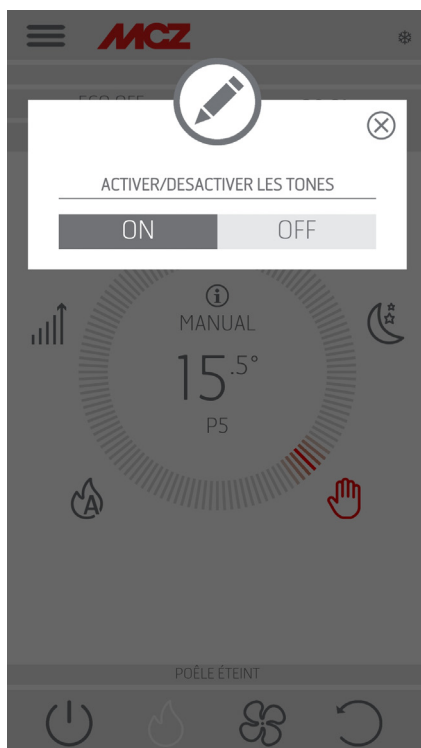 MCZ
ACTIVER/DESACTIVER LES TONES
ON OFF
MANUAL
15.5°
P5
A
POÊLE ÉTEINT